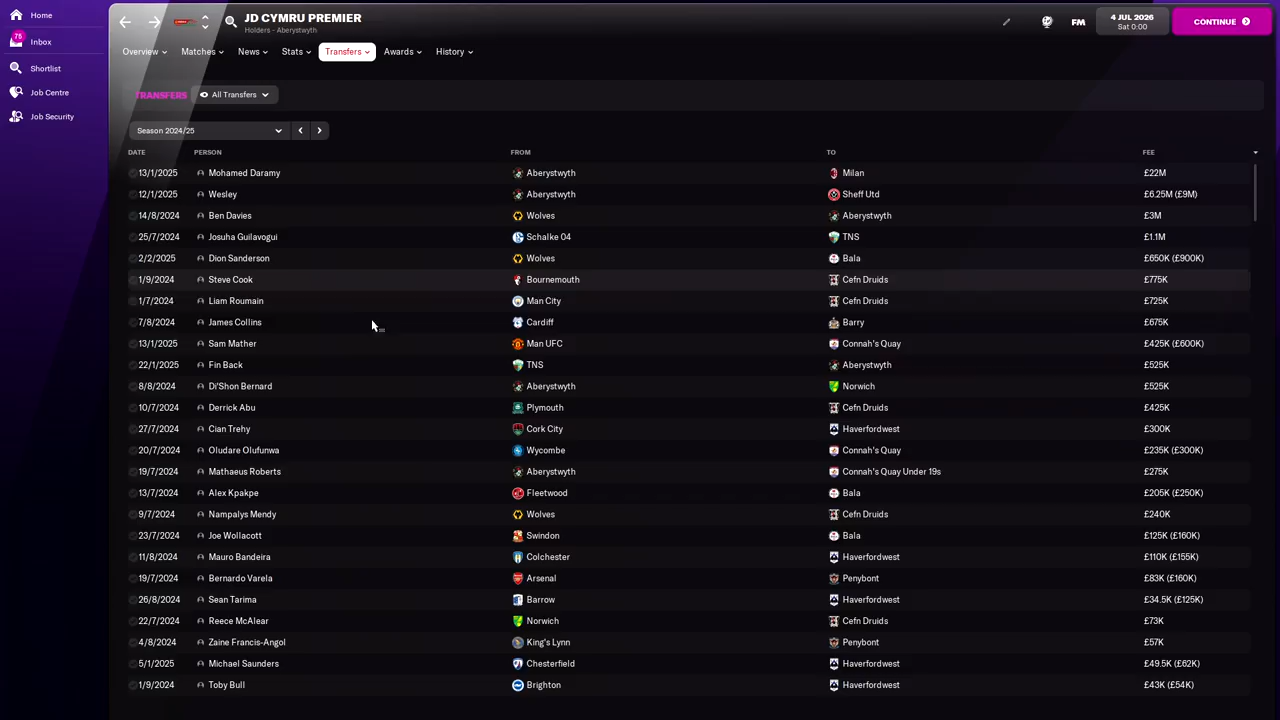 Home
75
Inbox
Shortlist
Job Centre
Job Security
JD CYMRU PREMIER
Holders - Aberystwyth
FM
4 JUL 2026
Sat 0:00
CONTINUE
Overview Matches News Stats Transfers Awards History
TRANSFERS All Transfers
Season 2024/25
DATE PERSON FROM TO FEE
13/1/2025 Mohamed Daramy Aberystwyth Milan £22M
12/1/2025 Wesley Aberystwyth Sheff Utd £6.25M (£9M)
14/8/2024 Ben Davies Wolves Aberystwyth £3M
25/7/2024 Josuha Guilavogui Schalke 04 TNS £1.1M
2/2/2025 Dion Sanderson Wolves Bala £650K (£900K)
1/9/2024 Steve Cook Bournemouth Cefn Druids £775K
1/7/2024 Liam Roumain Man City Cefn Druids £725K
7/8/2024 James Collins Cardiff Barry £675K
13/1/2025 Sam Mather Man UFC Connah's Quay £425K (£600K)
22/1/2025 Fin Back TNS Aberystwyth £525K
8/8/2024 Di'Shon Bernard Aberystwyth Norwich £525K
10/7/2024 Derrick Abu Plymouth Cefn Druids £425K
27/7/2024 Cian Trehy Cork City Haverfordwest £300K
20/7/2024 Oludare Olufunwa Wycombe Connah's Quay £235K (£300K)
19/7/2024 Mathaeus Roberts Aberystwyth Connah's Quay Under 19s £275K
13/7/2024 Alex Kpakpe Fleetwood Bala £205K (£250K)
9/7/2024 Nampalys Mendy Wolves Cefn Druids £240K
23/7/2024 Joe Wollacott Swindon Bala £125K (£160K)
11/8/2024 Mauro Bandeira Colchester Haverfordwest £110K (£155K)
19/7/2024 Bernardo Varela Arsenal Penybont £83K (£160K)
26/8/2024 Sean Tarima Barrow Haverfordwest £34.5K (£125K)
22/7/2024 Reece McAlear Norwich Cefn Druids £73K
4/8/2024 Zaine Francis-Angol King's Lynn Penybont £57K
5/1/2025 Michael Saunders Chesterfield Haverfordwest £49.5K (£62K)
1/9/2024 Toby Bull Brighton Haverfordwest £43K (£54K)